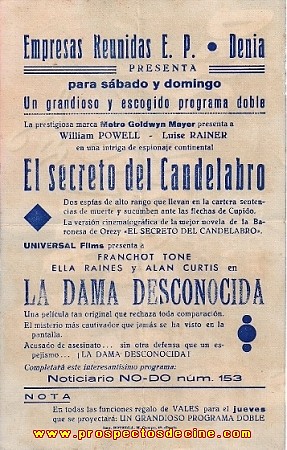 Empresas Reunidas E. P. • Denia
PRESENTA
para sábado y domingo
Un grandioso y escogido programa doble
La prestigiosa marca Metro Goldwyn Mayer presenta a
William POWELL - Luise RAINER
en una intriga de espionaje continental
El secreto del Candelabro
Dos espías de alto rango que llevan en la cartera senten-
cias de muerte y sucumben ante las flechas de Cupido.
La versión cinematográfica de la mejor novela de la Ba-
ronesa de Orezy «EL SECRETO DEL CANDELABRO».
UNIVERSAL Films presenta a
FRANCHOT TONE
ELLA RAINES y ALAN CURTIS en
LA DAMA DESCONOCIDA
Una película tan original que rechaza toda comparación.
El misterio más cautivador que jamás se ha visto en la
pantalla.
Acusado de asesinato... sin otra defensa que un es-
pejismo... ¡LA DAMA DESCONOCIDA!
Completará este interesantísimo programa:
Noticiario NO-DO núm. 153
NOTA
En todas las funciones regalo de VALES para el jueves
que se proyectará: UN GRANDIOSO PROGRAMA DOBLE
www.prospectosdecine.com